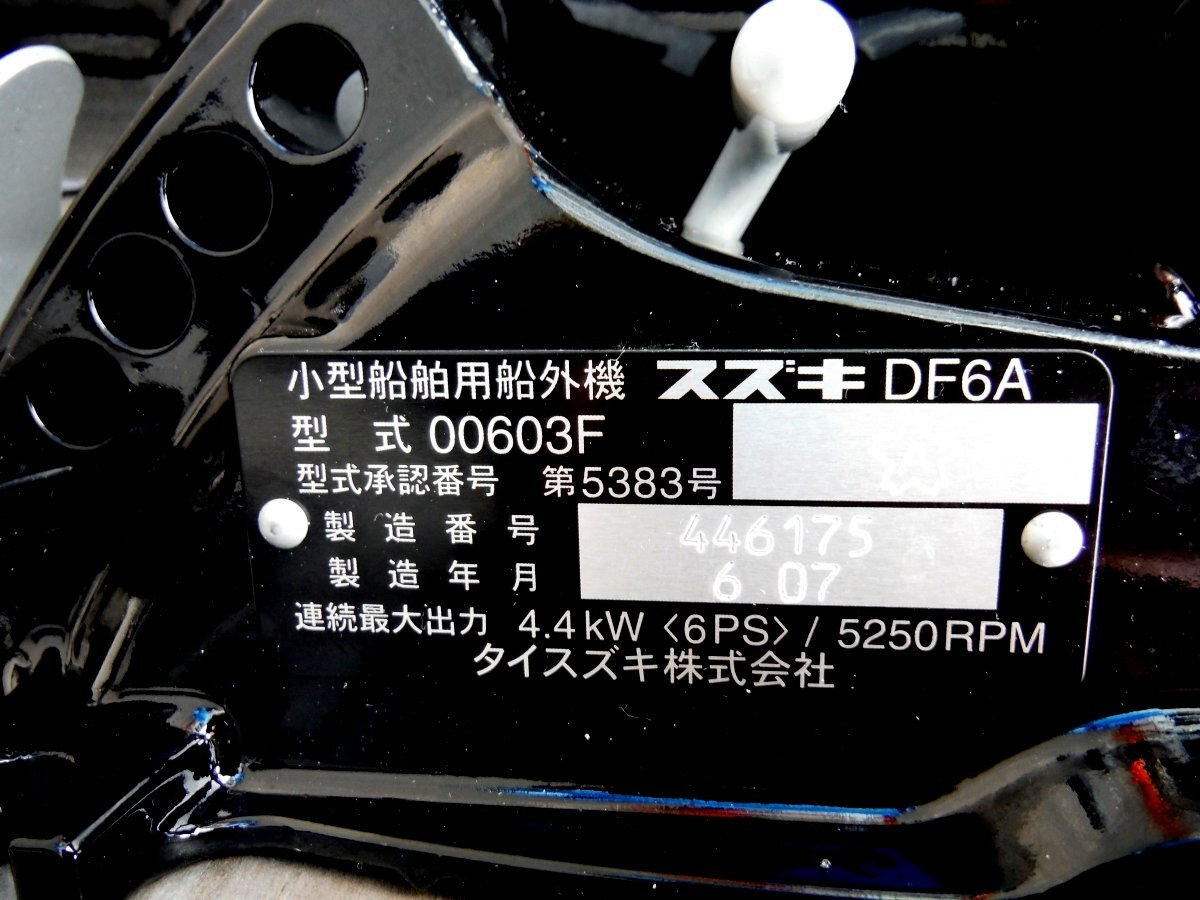 小型船舶用船外機 スズキ DF6A
型 式 00603F
型式承認番号 第5383号
製造番号 446175
製造年月 6 07
連続最大出力 4.4kW〈6PS〉/ 5250RPM
タイスズキ株式会社